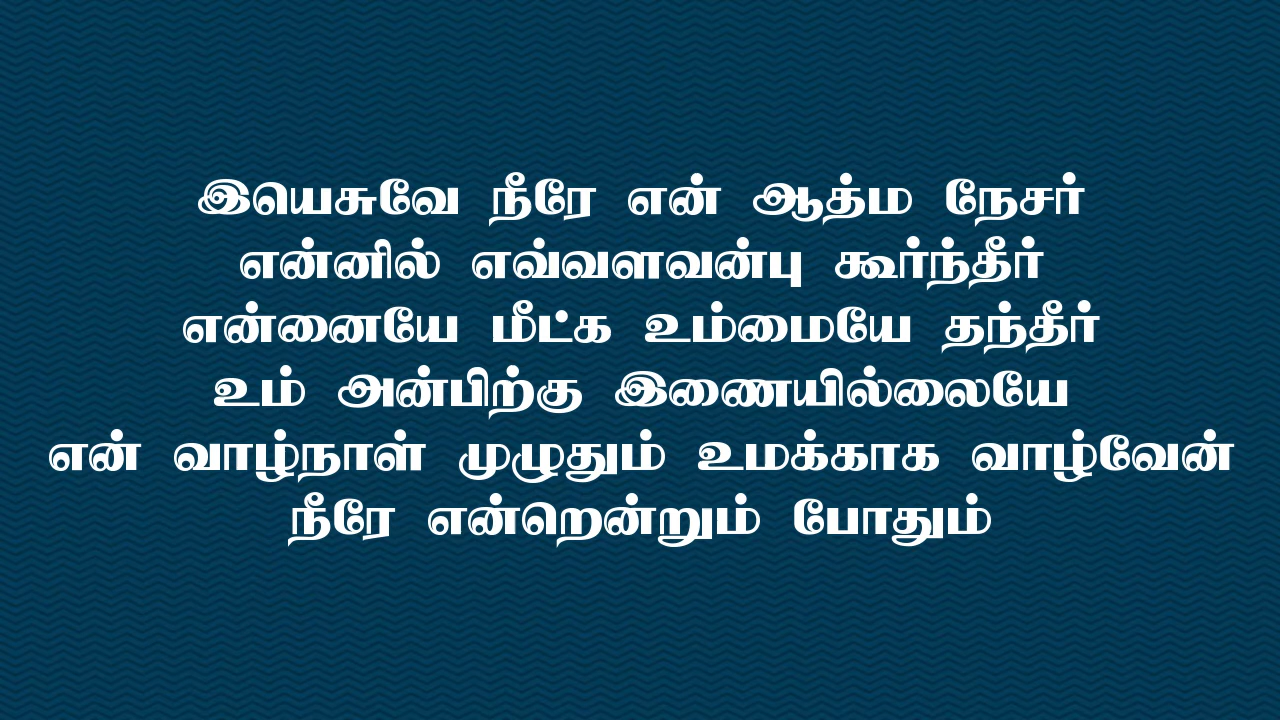 இயெசுவே நீரே என் ஆத்ம நேசர்
என்னில் எவ்வளவன்பு கூர்ந்தீர்
என்னையே மீட்க உம்மையே தந்தீர்
உம் அன்பிற்கு இணையில்லையே
என் வாழ்நாள் முழுதும் உமக்காக வாழ்வேன்
நீரே என்றென்றும் போதும்